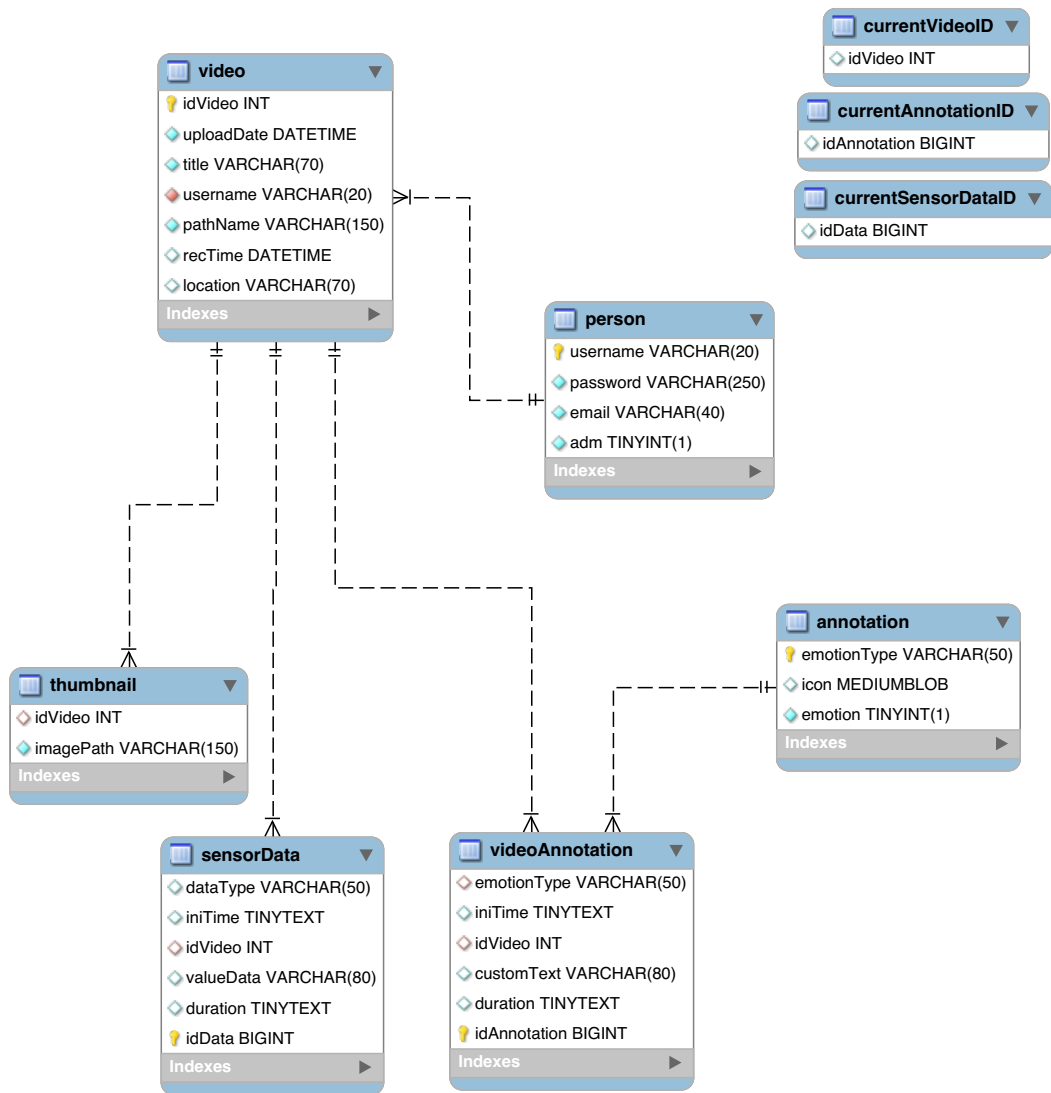 currentVideoID
idVideo INT
currentAnnotationID
idAnnotation BIGINT
currentSensorDataID
idData BIGINT
video
idVideo INT
uploadDate DATETIME
title VARCHAR(70)
username VARCHAR(20)
pathName VARCHAR(150)
recTime DATETIME
location VARCHAR(70)
Indexes
person
username VARCHAR(20)
password VARCHAR(250)
email VARCHAR(40)
adm TINYINT(1)
Indexes
annotation
emotionType VARCHAR(50)
icon MEDIUMBLOB
emotion TINYINT(1)
Indexes
thumbnail
idVideo INT
imagePath VARCHAR(150)
Indexes
sensorData
dataType VARCHAR(50)
iniTime TINYTEXT
idVideo INT
valueData VARCHAR(80)
duration TINYTEXT
idData BIGINT
Indexes
videoAnnotation
emotionType VARCHAR(50)
iniTime TINYTEXT
idVideo INT
customText VARCHAR(80)
duration TINYTEXT
idAnnotation BIGINT
Indexes